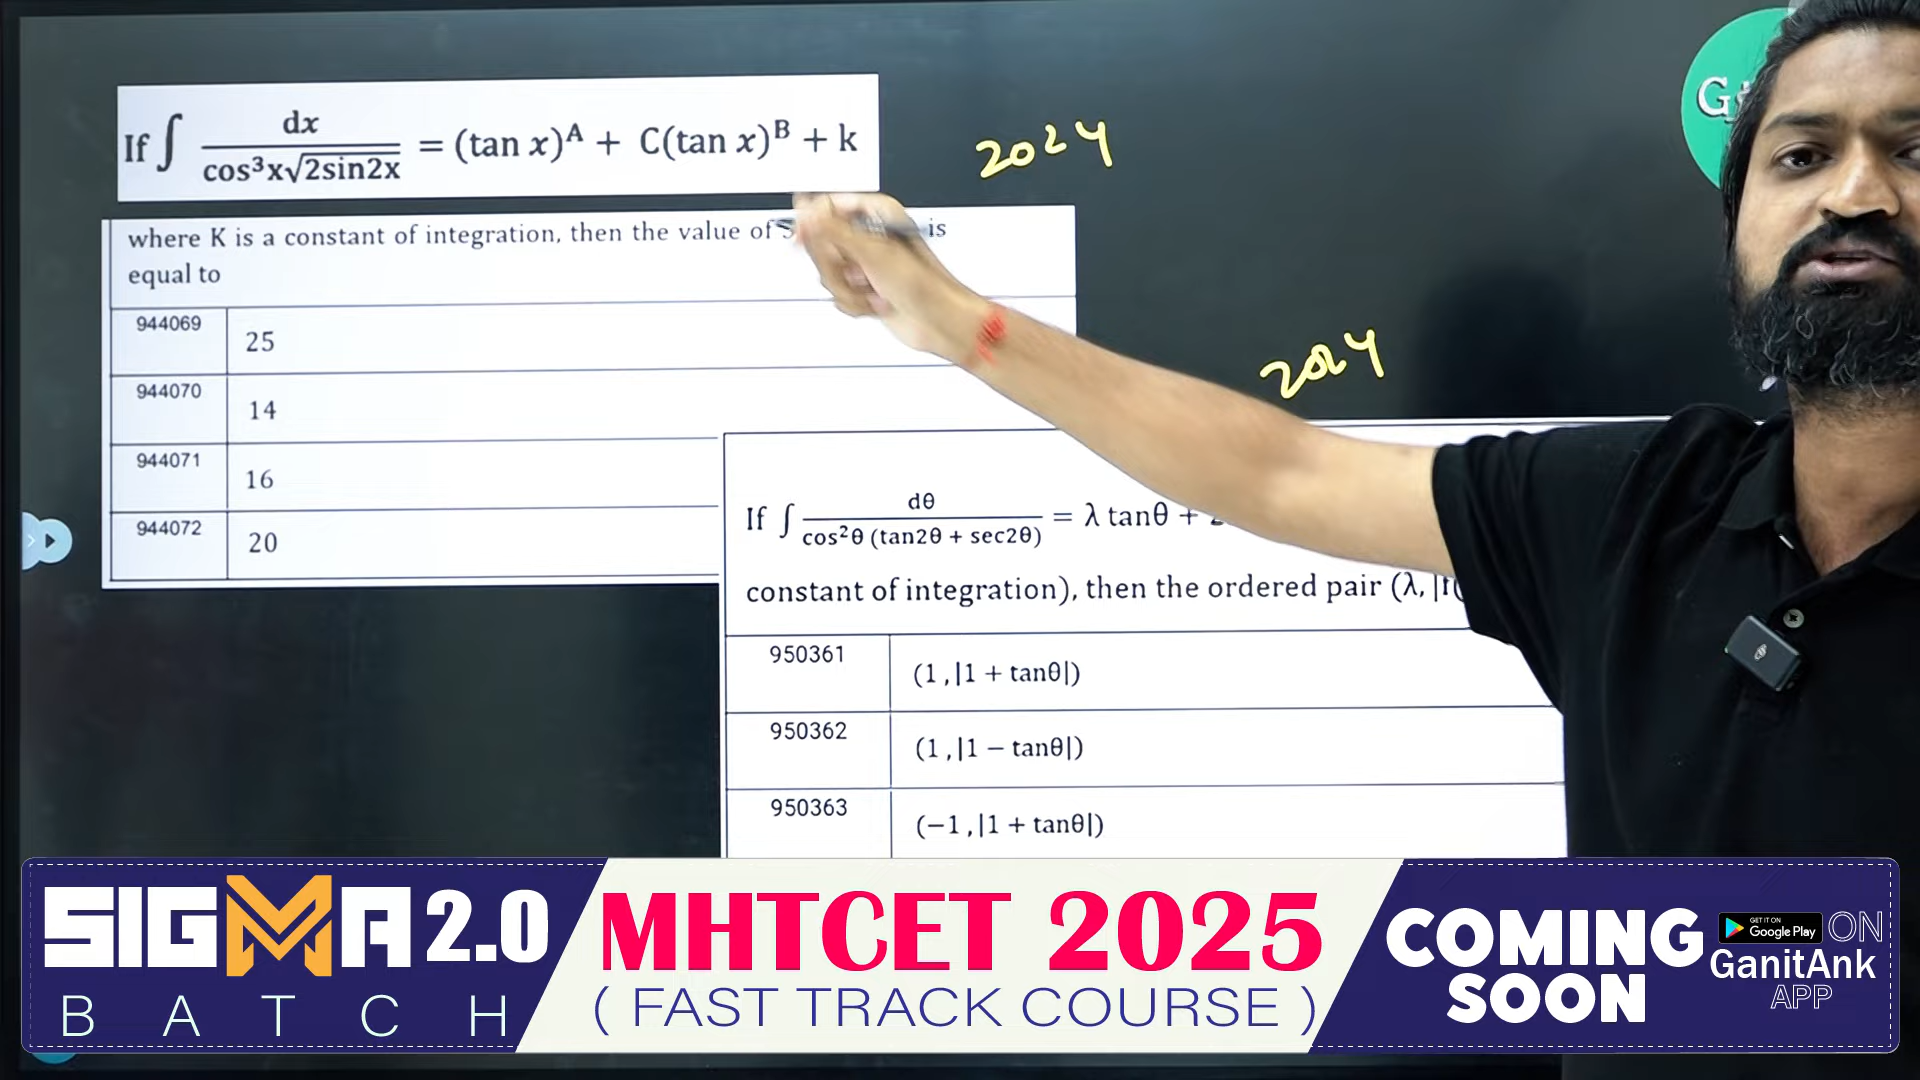 If ∫ dx / cos³x√2sin2x = (tan x)ᴬ + C(tan x)ᴮ + k
2024
where K is a constant of integration, then the value of is
equal to
944069 25
944070 14
944071 16
944072 20
2024
If ∫ dθ / cos²θ (tan2θ + sec2θ) = λ tanθ +
constant of integration), then the ordered pair (λ,
950361 (1 ,|1 + tanθ|)
950362 (1 ,|1 − tanθ|)
950363 (−1 ,|1 + tanθ|)
SIGMA 2.0
BATCH
MHTCET 2025
( FAST TRACK COURSE )
COMING
SOON
GET IT ON
Google Play
ON
GanitAnk
APP